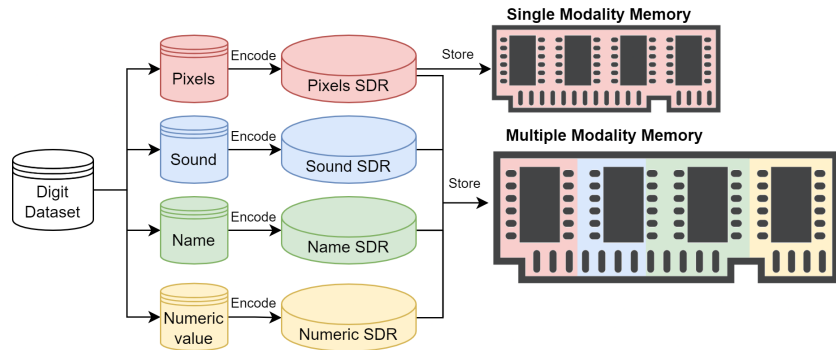 Single Modality Memory
Pixels
Encode
Pixels SDR
Store
Multiple Modality Memory
Sound
Encode
Sound SDR
Digit
Dataset
Store
Name
Encode
Name SDR
Numeric
value
Encode
Numeric SDR